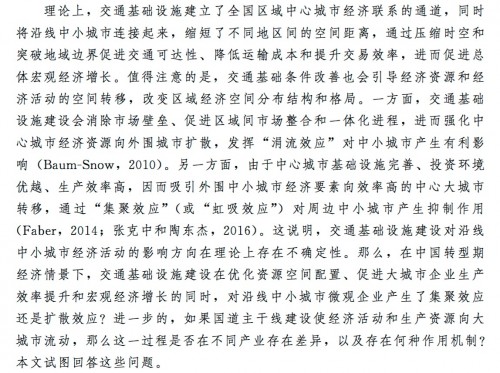 理论上，交通基础设施建立了全国区域中心城市经济联系的通道，同时
将沿线中小城市连接起来，缩短了不同地区间的空间距离，通过压缩时空和
突破地域边界促进交通可达性、降低运输成本和提升交易效率，进而促进总
体宏观经济增长。值得注意的是，交通基础条件改善也会引导经济资源和经
济活动的空间转移，改变区域经济空间分布结构和格局。一方面，交通基础
设施建设会消除市场壁垒、促进区域间市场整合和一体化进程，进而强化中
心城市经济资源向外围城市扩散，发挥“涓流效应”对中小城市产生有利影
响（Baum-Snow，2010）。另一方面，由于中心城市基础设施完善、投资环境
优越、生产效率高，因而吸引外围中小城市经济要素向效率高的中心大城市
转移，通过“集聚效应”（或“虹吸效应”）对周边中小城市产生抑制作用
(Faber，2014；张克中和陶东杰，2016)。这说明，交通基础设施建设对沿线
中小城市经济活动的影响方向在理论上存在不确定性。那么，在中国转型期
经济情景下，交通基础设施建设在优化资源空间配置、促进大城市企业生产
效率提升和宏观经济增长的同时，对沿线中小城市微观企业产生了集聚效应
还是扩散效应？进一步的，如果国道主干线建设使经济活动和生产资源向大
城市流动，那么这一过程是否在不同产业存在差异，以及存在何种作用机制？
本文试图回答这些问题。